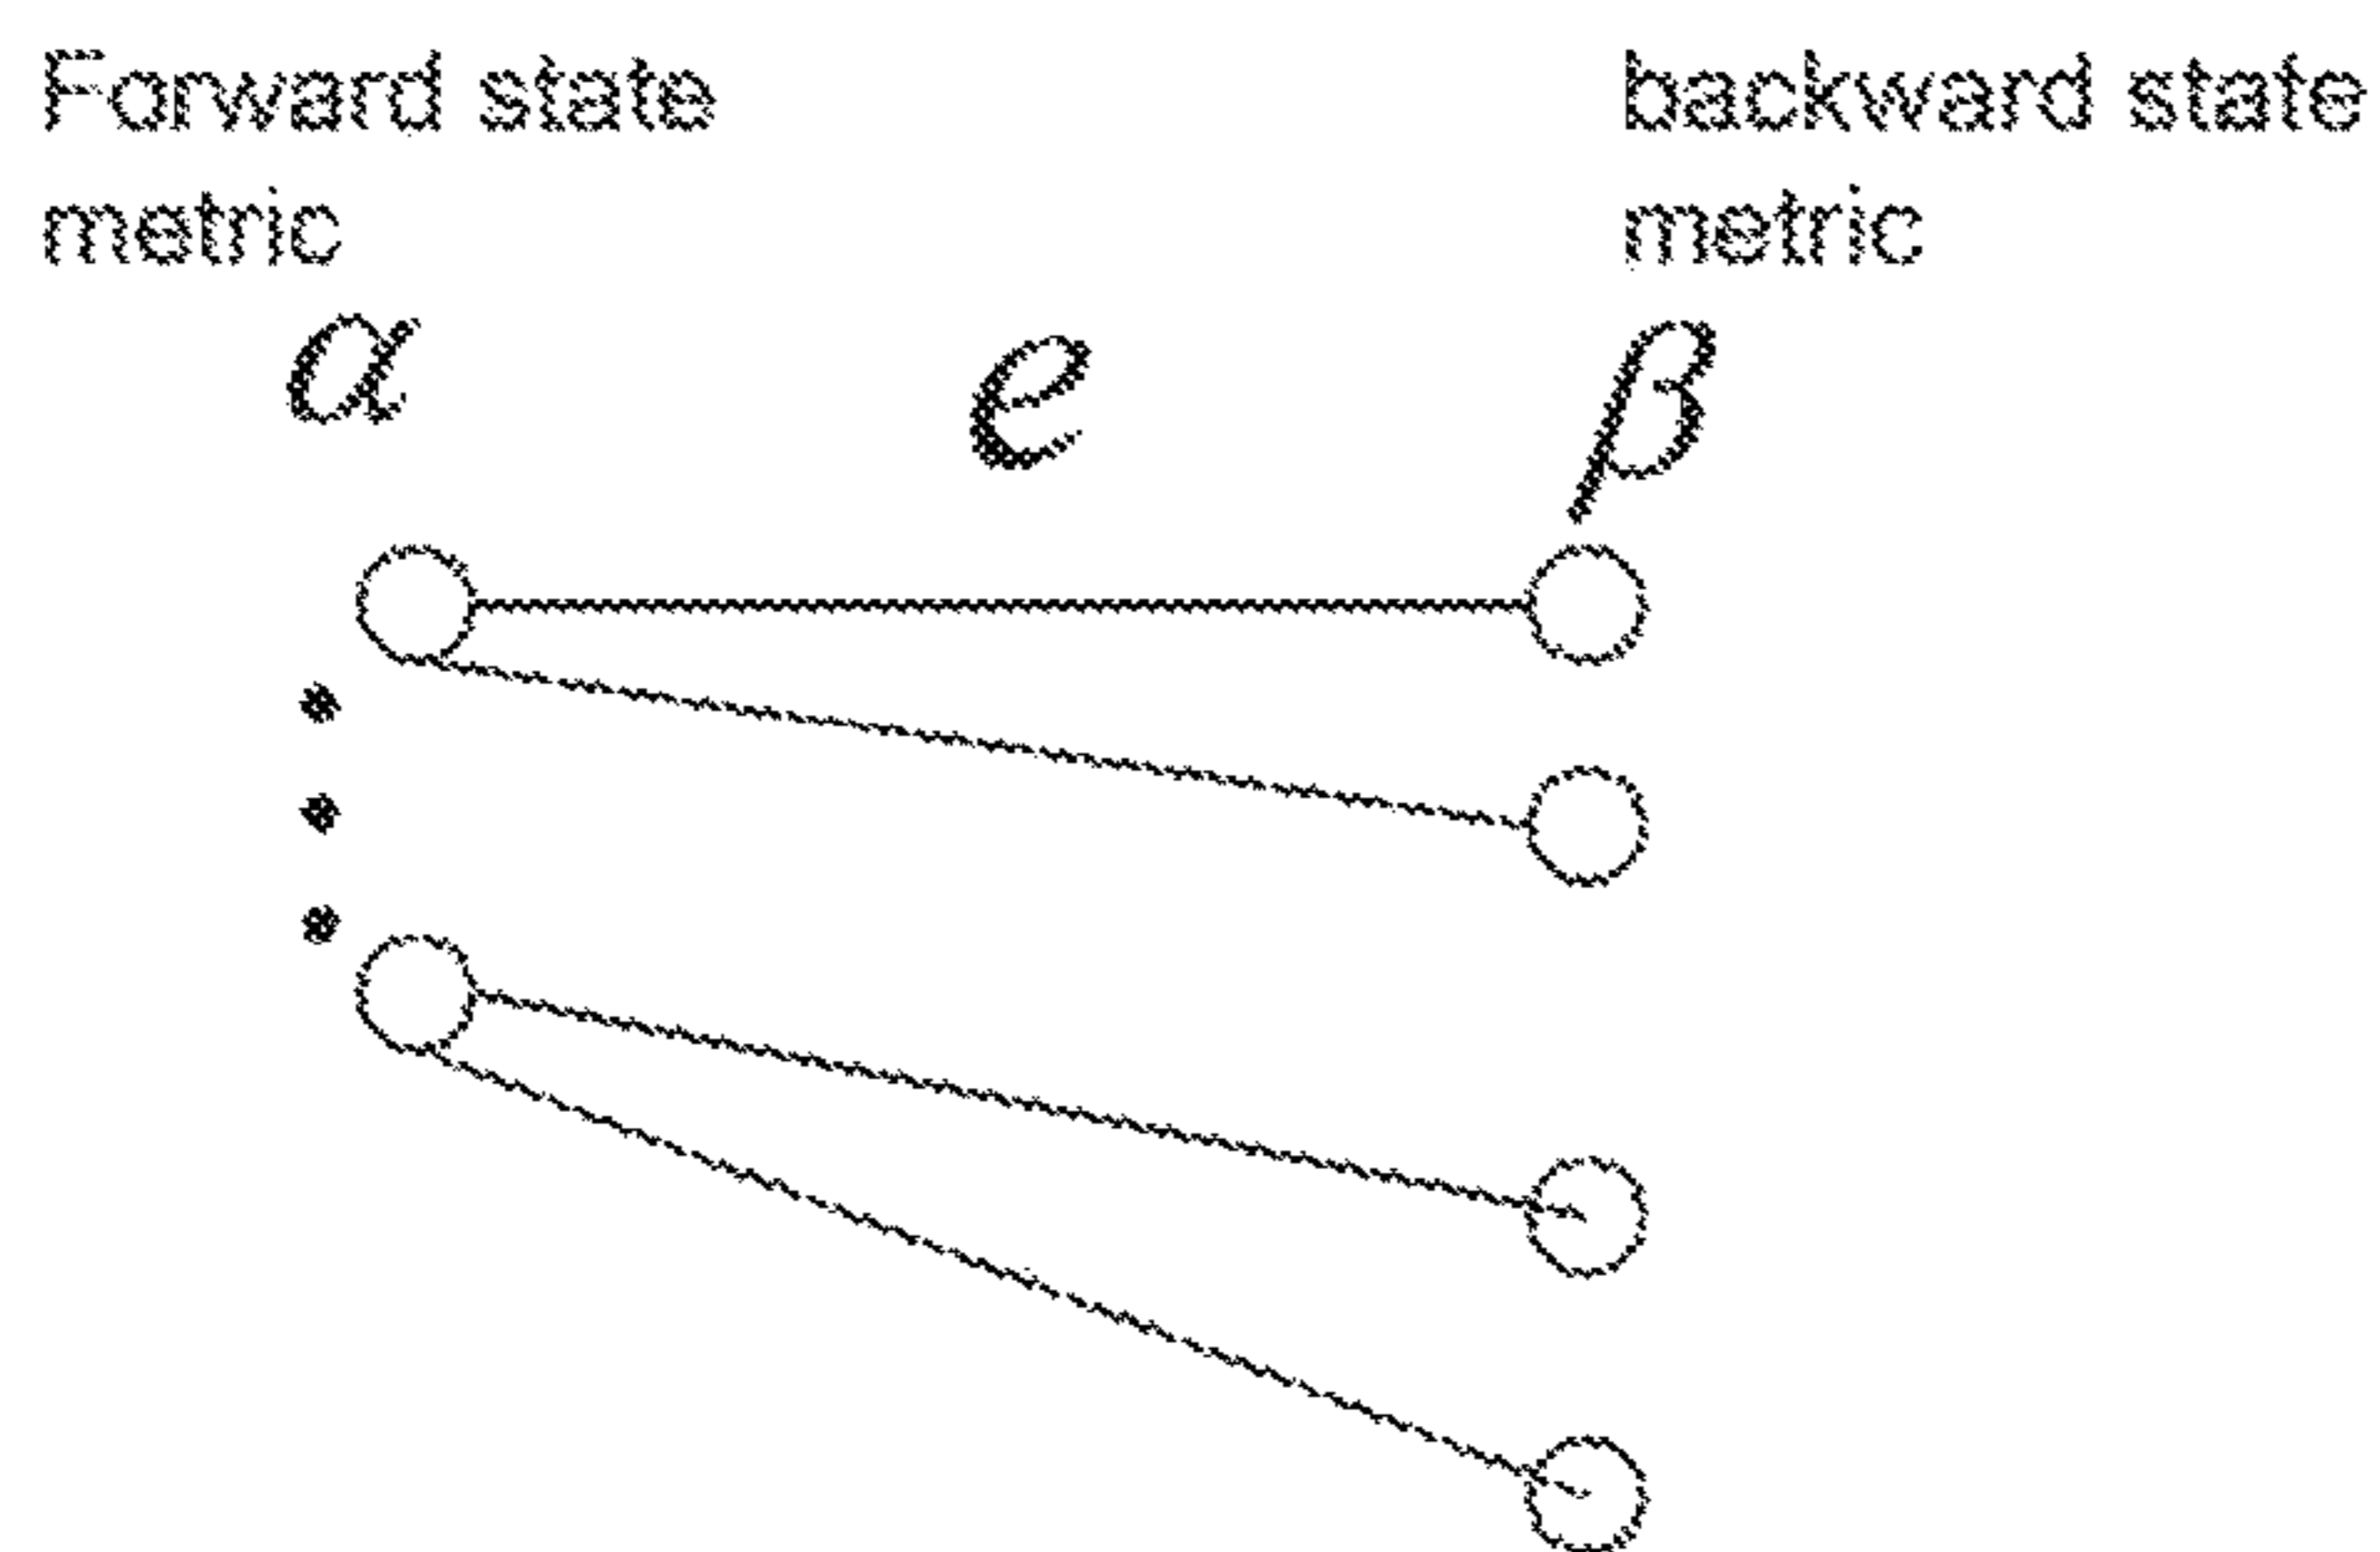 Forward state
metric
backward state
metric
α
e
β